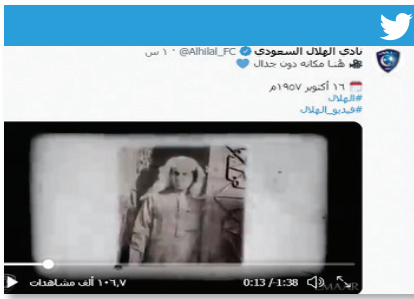 نادي الهلال السعودي @Alhilal_FC · ١ س
هُنا مكانه دون جدال
١٦ أكتوبر ١٩٥٧م
#الهلال
#فيديو_الهلال
١٠٦,٧ ألف مشاهدات
0:13 / 1:38